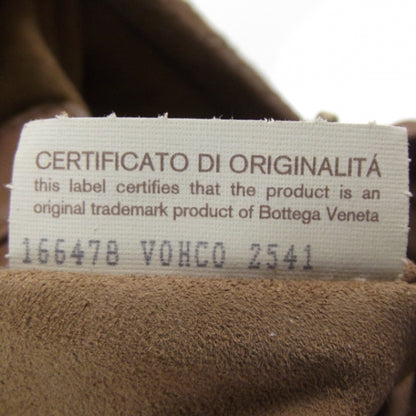 CERTIFICATO DI ORIGINALITÁ
this label certifies that the product is an
original trademark product of Bottega Veneta
166478 VOHCO 2541